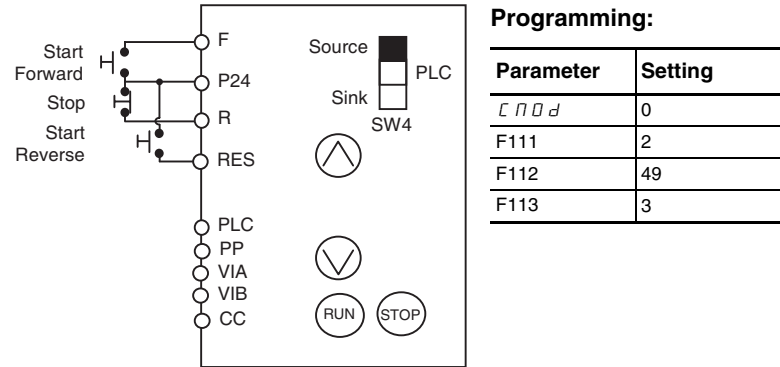 Start
Forward
Stop
Start
Reverse
F
P24
R
RES
PLC
PP
VIA
VIB
CC
Source
PLC
Sink
SW4
RUN
STOP
Programming:
Parameter Setting
CNOd 0
F111 2
F112 49
F113 3